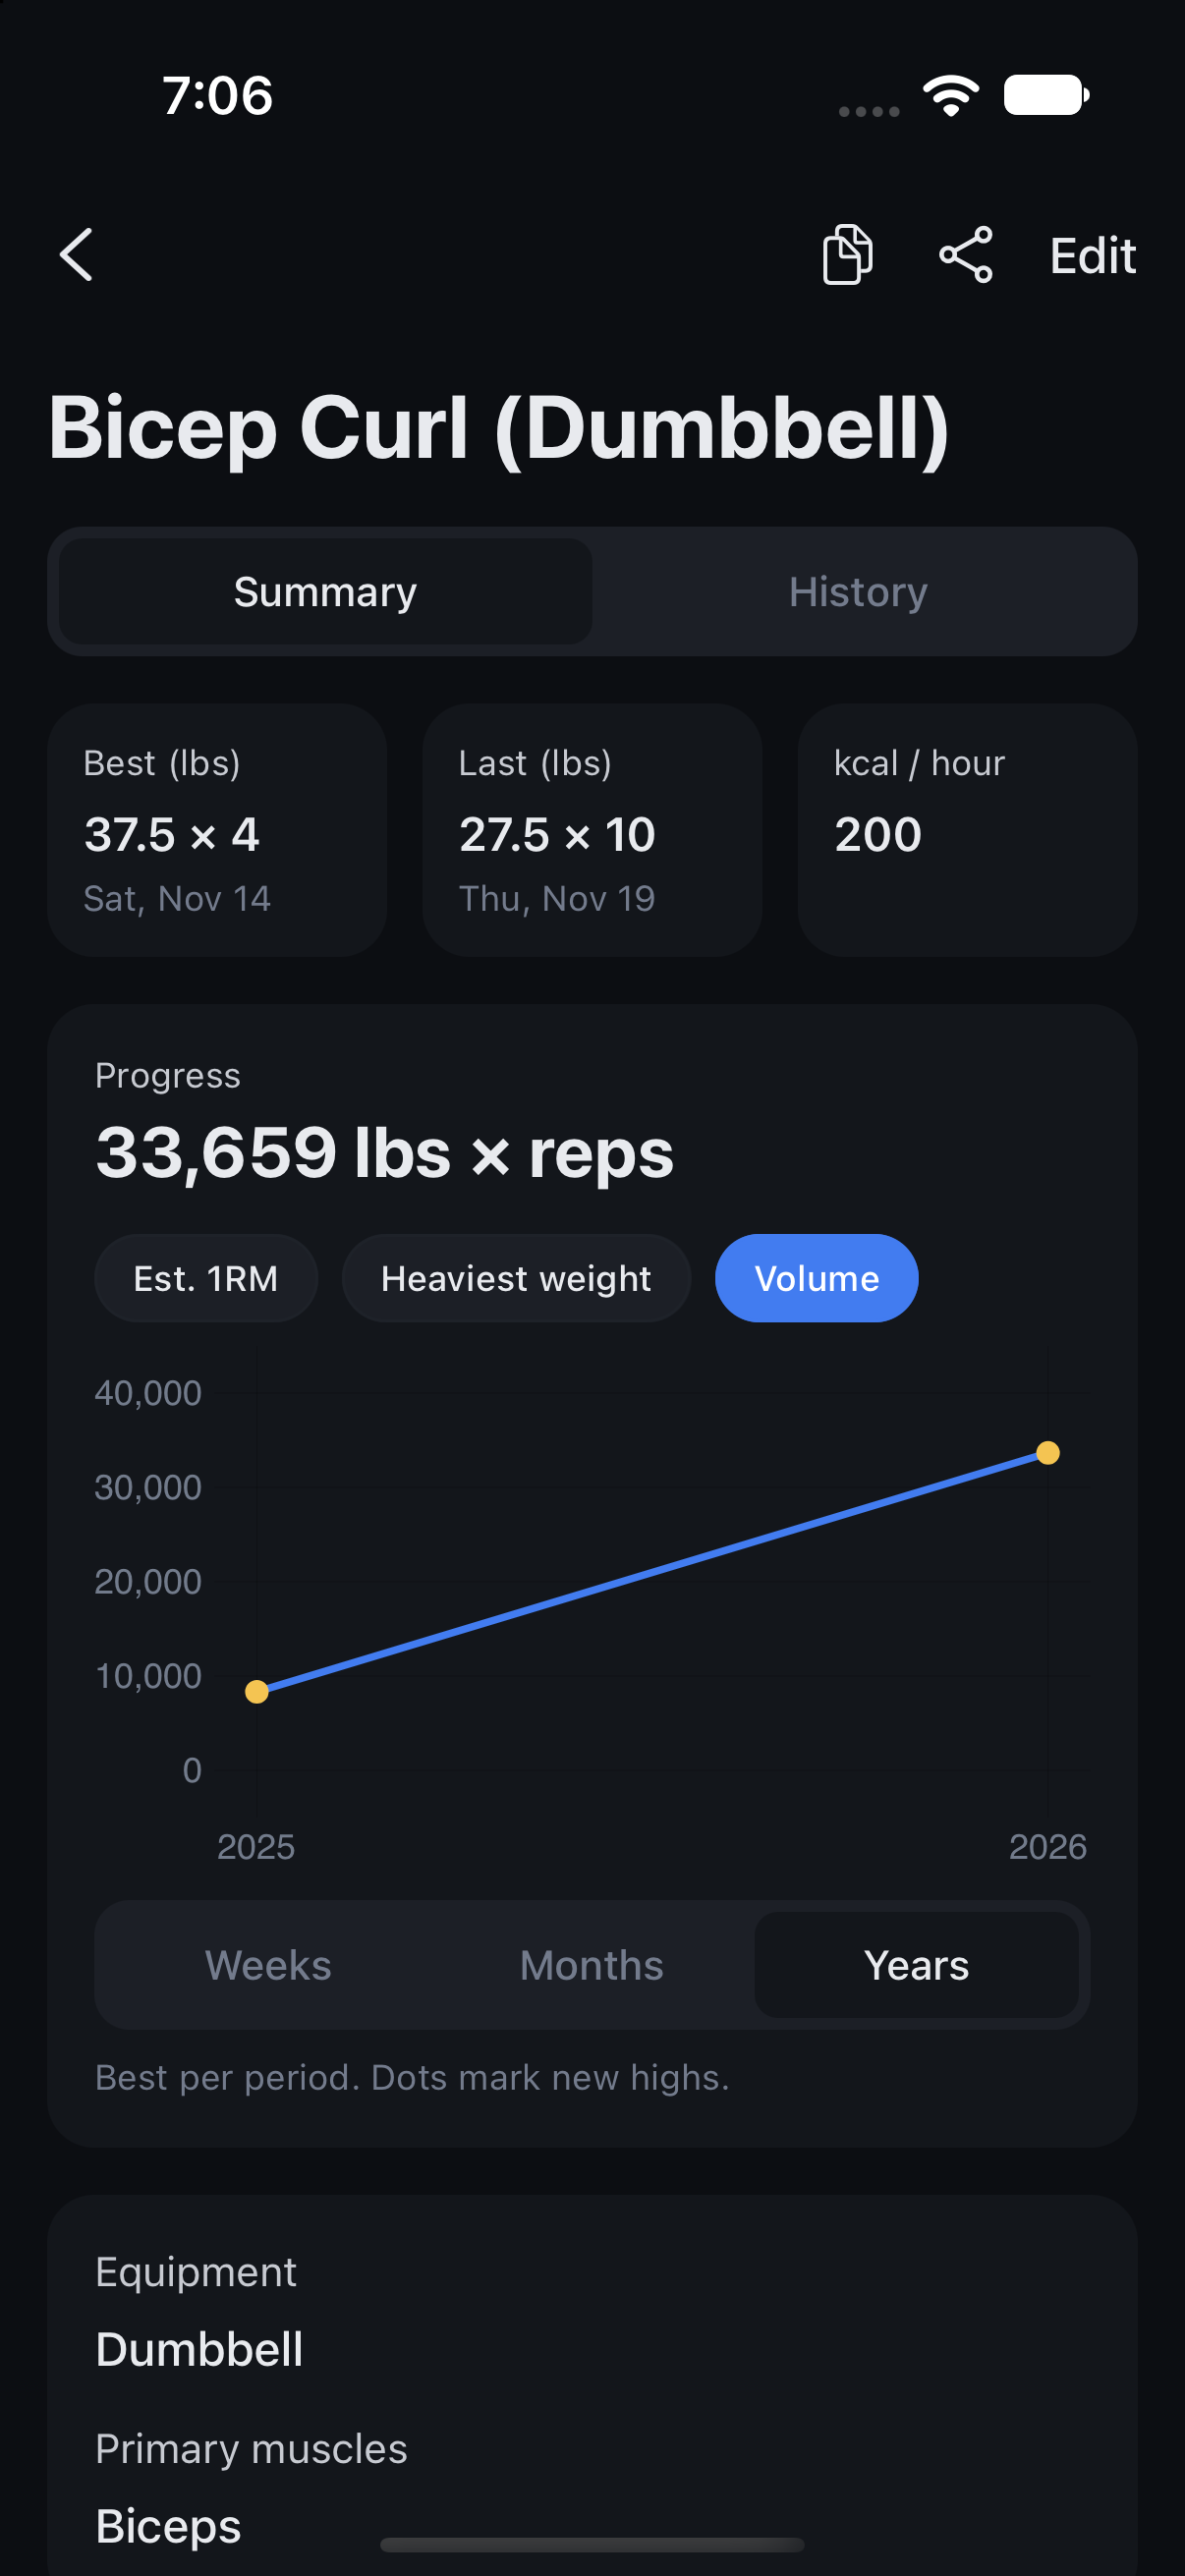 7:06
Edit
Bicep Curl (Dumbbell)
Summary History
Best (lbs) Last (lbs) kcal / hour
37.5 × 4 27.5 × 10 200
Sat, Nov 14 Thu, Nov 19
Progress
33,659 lbs × reps
Est. 1RM Heaviest weight Volume
40,000
30,000
20,000
10,000
0
2025 2026
Weeks Months Years
Best per period. Dots mark new highs.
Equipment
Dumbbell
Primary muscles
Biceps